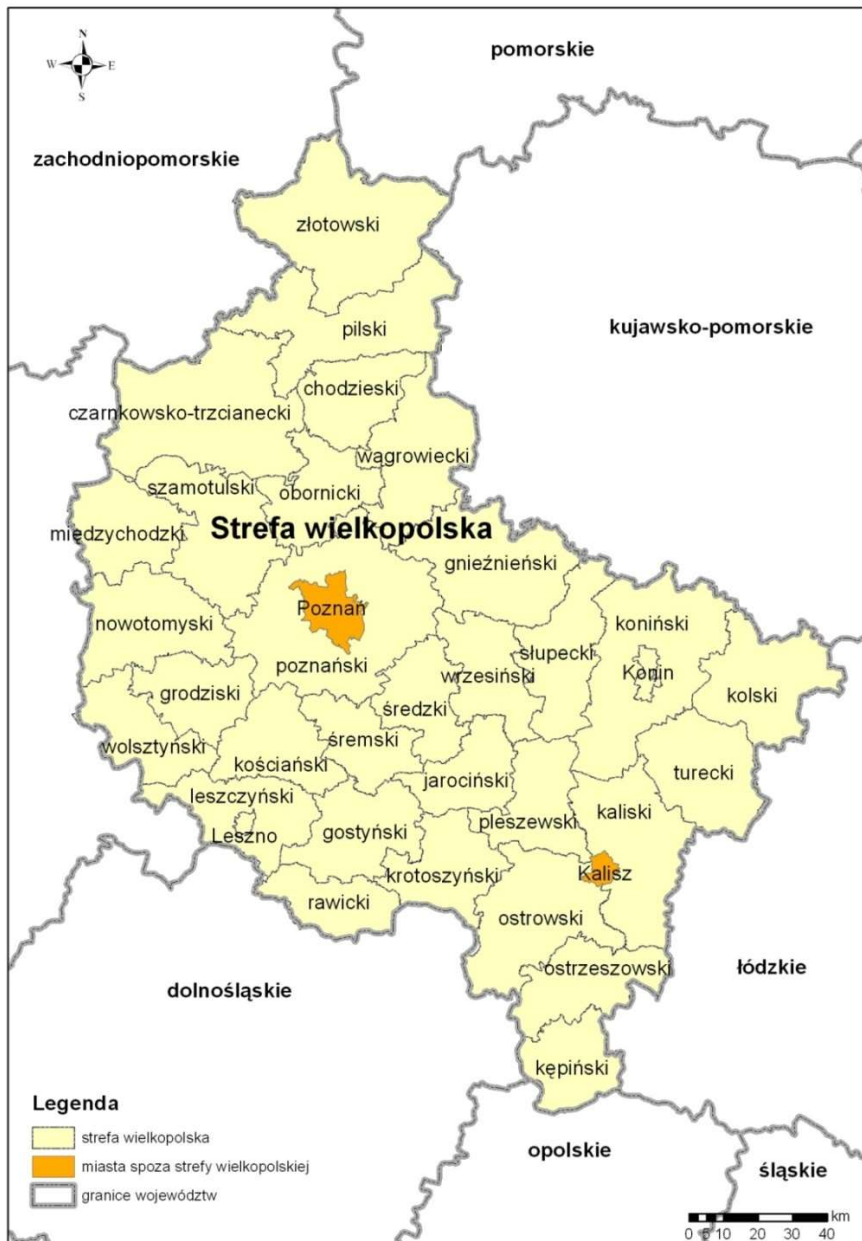 N
W E
S
pomorskie
zachodniopomorskie
złotowski
pilski
kujawsko-pomorskie
chodzieski
czarnkowsko-trzcianecki
wągrowiecki
szamotulski
obornicki
międzychodzki
Strefa wielkopolska
gnieźnieński
Poznań
nowotomyski
koniński
słupecki
poznański
wrzesiński
Konin
grodziski
kolski
średzki
śremski
wolsztyński
kościański
jarociński
turecki
leszczyński
kaliski
Leszno
gostyński
pleszewski
krotoszyński
Kalisz
rawicki
ostrowski
ostrzeszowski
łódzkie
dolnośląskie
kępiński
Legenda
strefa wielkopolska
miasta spoza strefy wielkopolskiej
granice województw
opolskie
śląskie
km
0 5 10 20 30 40